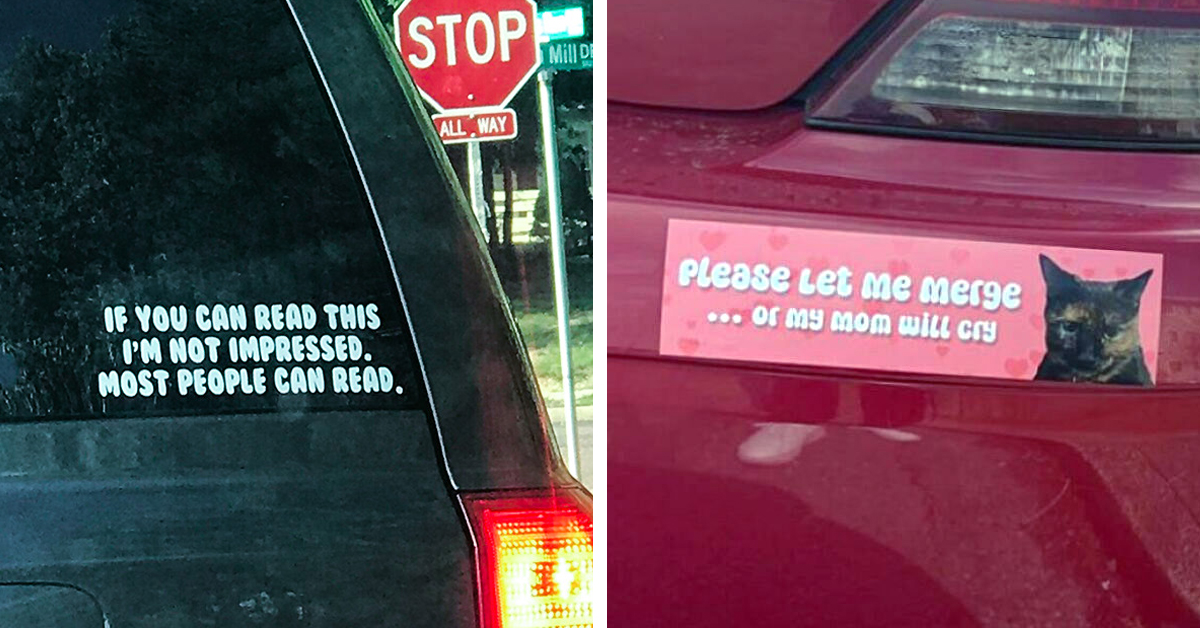 STOP
ALL WAY
Mill
IF YOU CAN READ THIS
I'M NOT IMPRESSED.
MOST PEOPLE CAN READ.
Please Let Me Merge
... or my mom will cry